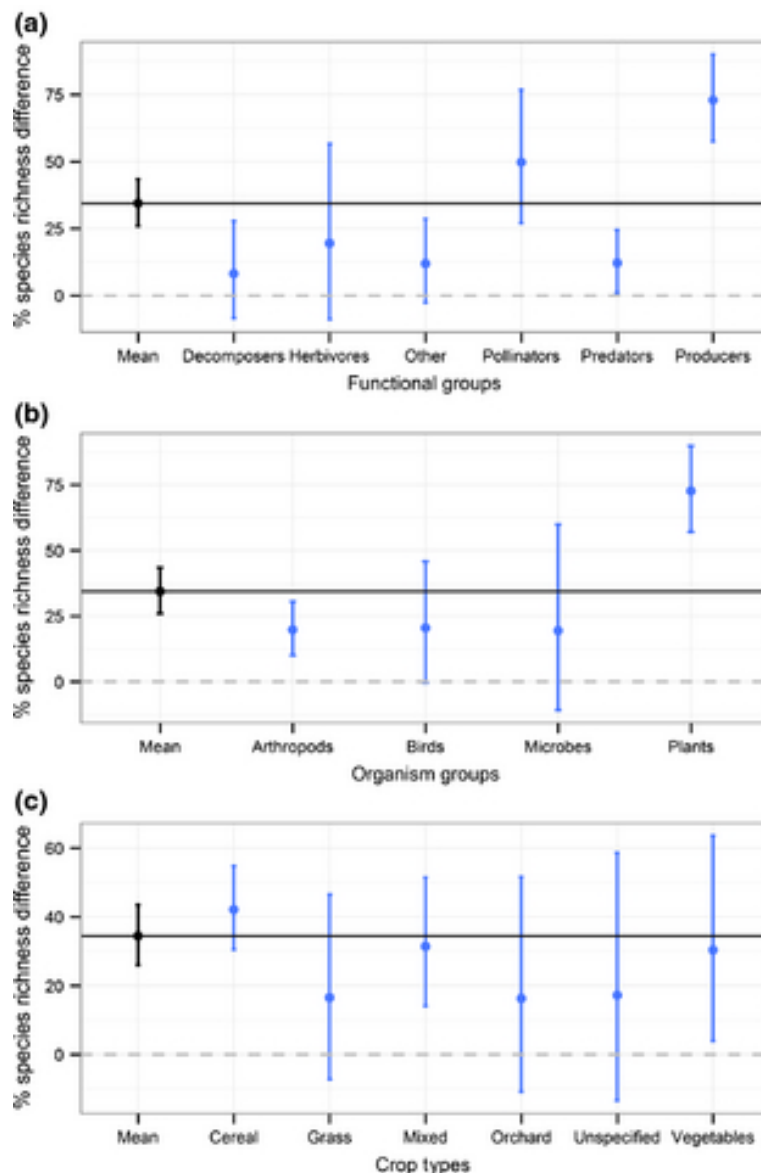 (a)
% species richness difference
75
50
25
0
Mean Decomposers Herbivores Other Pollinators Predators Producers
Functional groups
(b)
% species richness difference
75
50
25
0
Mean Arthropods Birds Microbes Plants
Organism groups
(c)
% species richness difference
60
40
20
0
Mean Cereal Grass Mixed Orchard Unspecified Vegetables
Crop types